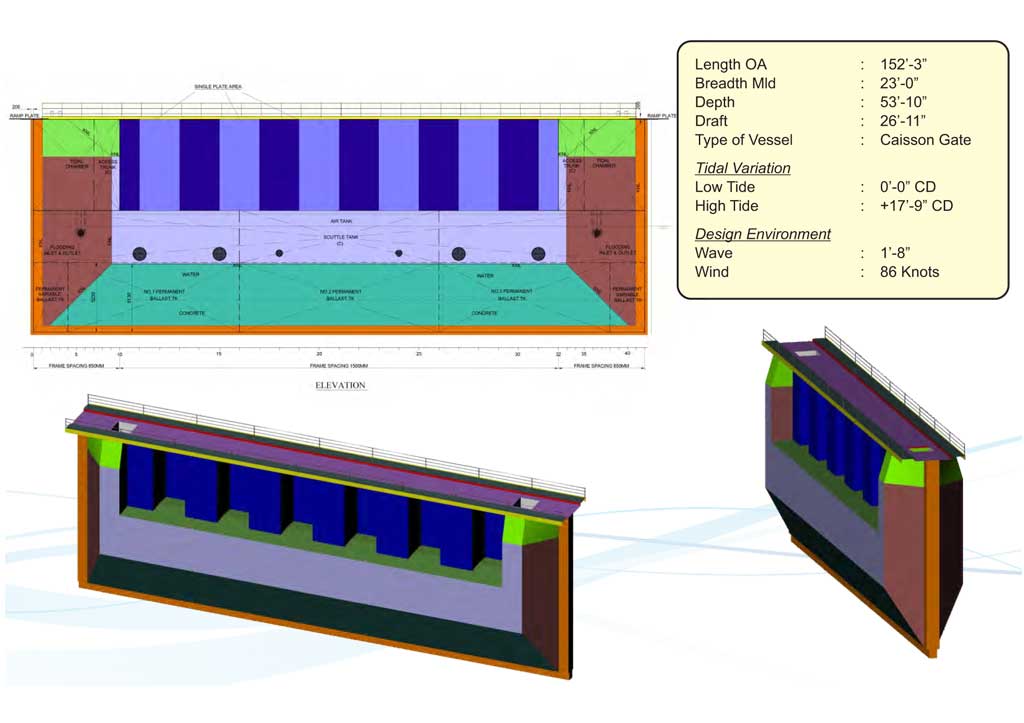 Length OA : 152’-3”
Breadth Mld : 23’-0”
Depth : 53’-10”
Draft : 26’-11”
Type of Vessel : Caisson Gate
Tidal Variation
Low Tide : 0’-0” CD
High Tide : +17’-9” CD
Design Environment
Wave : 1’-8”
Wind : 86 Knots
SINGLE PLATE AREA
RAMP PLATE
RAMP PLATE
TIDAL
CHAMBER
ACCESS
TRUNK
(C)
ACCESS
TRUNK
(C)
TIDAL
CHAMBER
AIR TANK
SCUTTLE TANK
(C)
FLOODING
INLET & OUTLET
FLOODING
INLET & OUTLET
WATER
WATER
PERMANENT
VARIABLE
BALLAST TK
NO.1 PERMANENT
BALLAST TK
NO.2 PERMANENT
BALLAST TK
NO.3 PERMANENT
BALLAST TK
PERMANENT
VARIABLE
BALLAST TK
CONCRETE
CONCRETE
0 5 10 15 20 25 30 32 35 40
FRAME SPACING 650MM FRAME SPACING 1500MM FRAME SPACING 650MM
ELEVATION